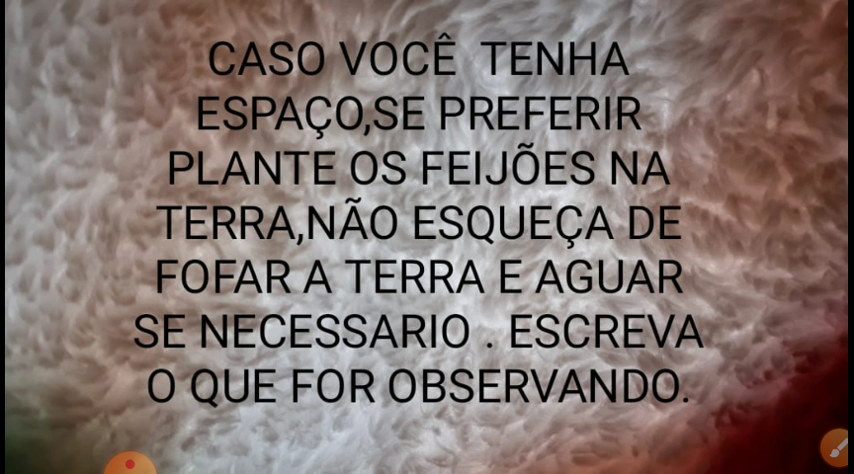 CASO VOCÊ  TENHA
ESPAÇO,SE PREFERIR
PLANTE OS FEIJÕES NA
TERRA,NÃO ESQUEÇA DE
FOFAR A TERRA E AGUAR
SE NECESSARIO . ESCREVA
O QUE FOR OBSERVANDO.